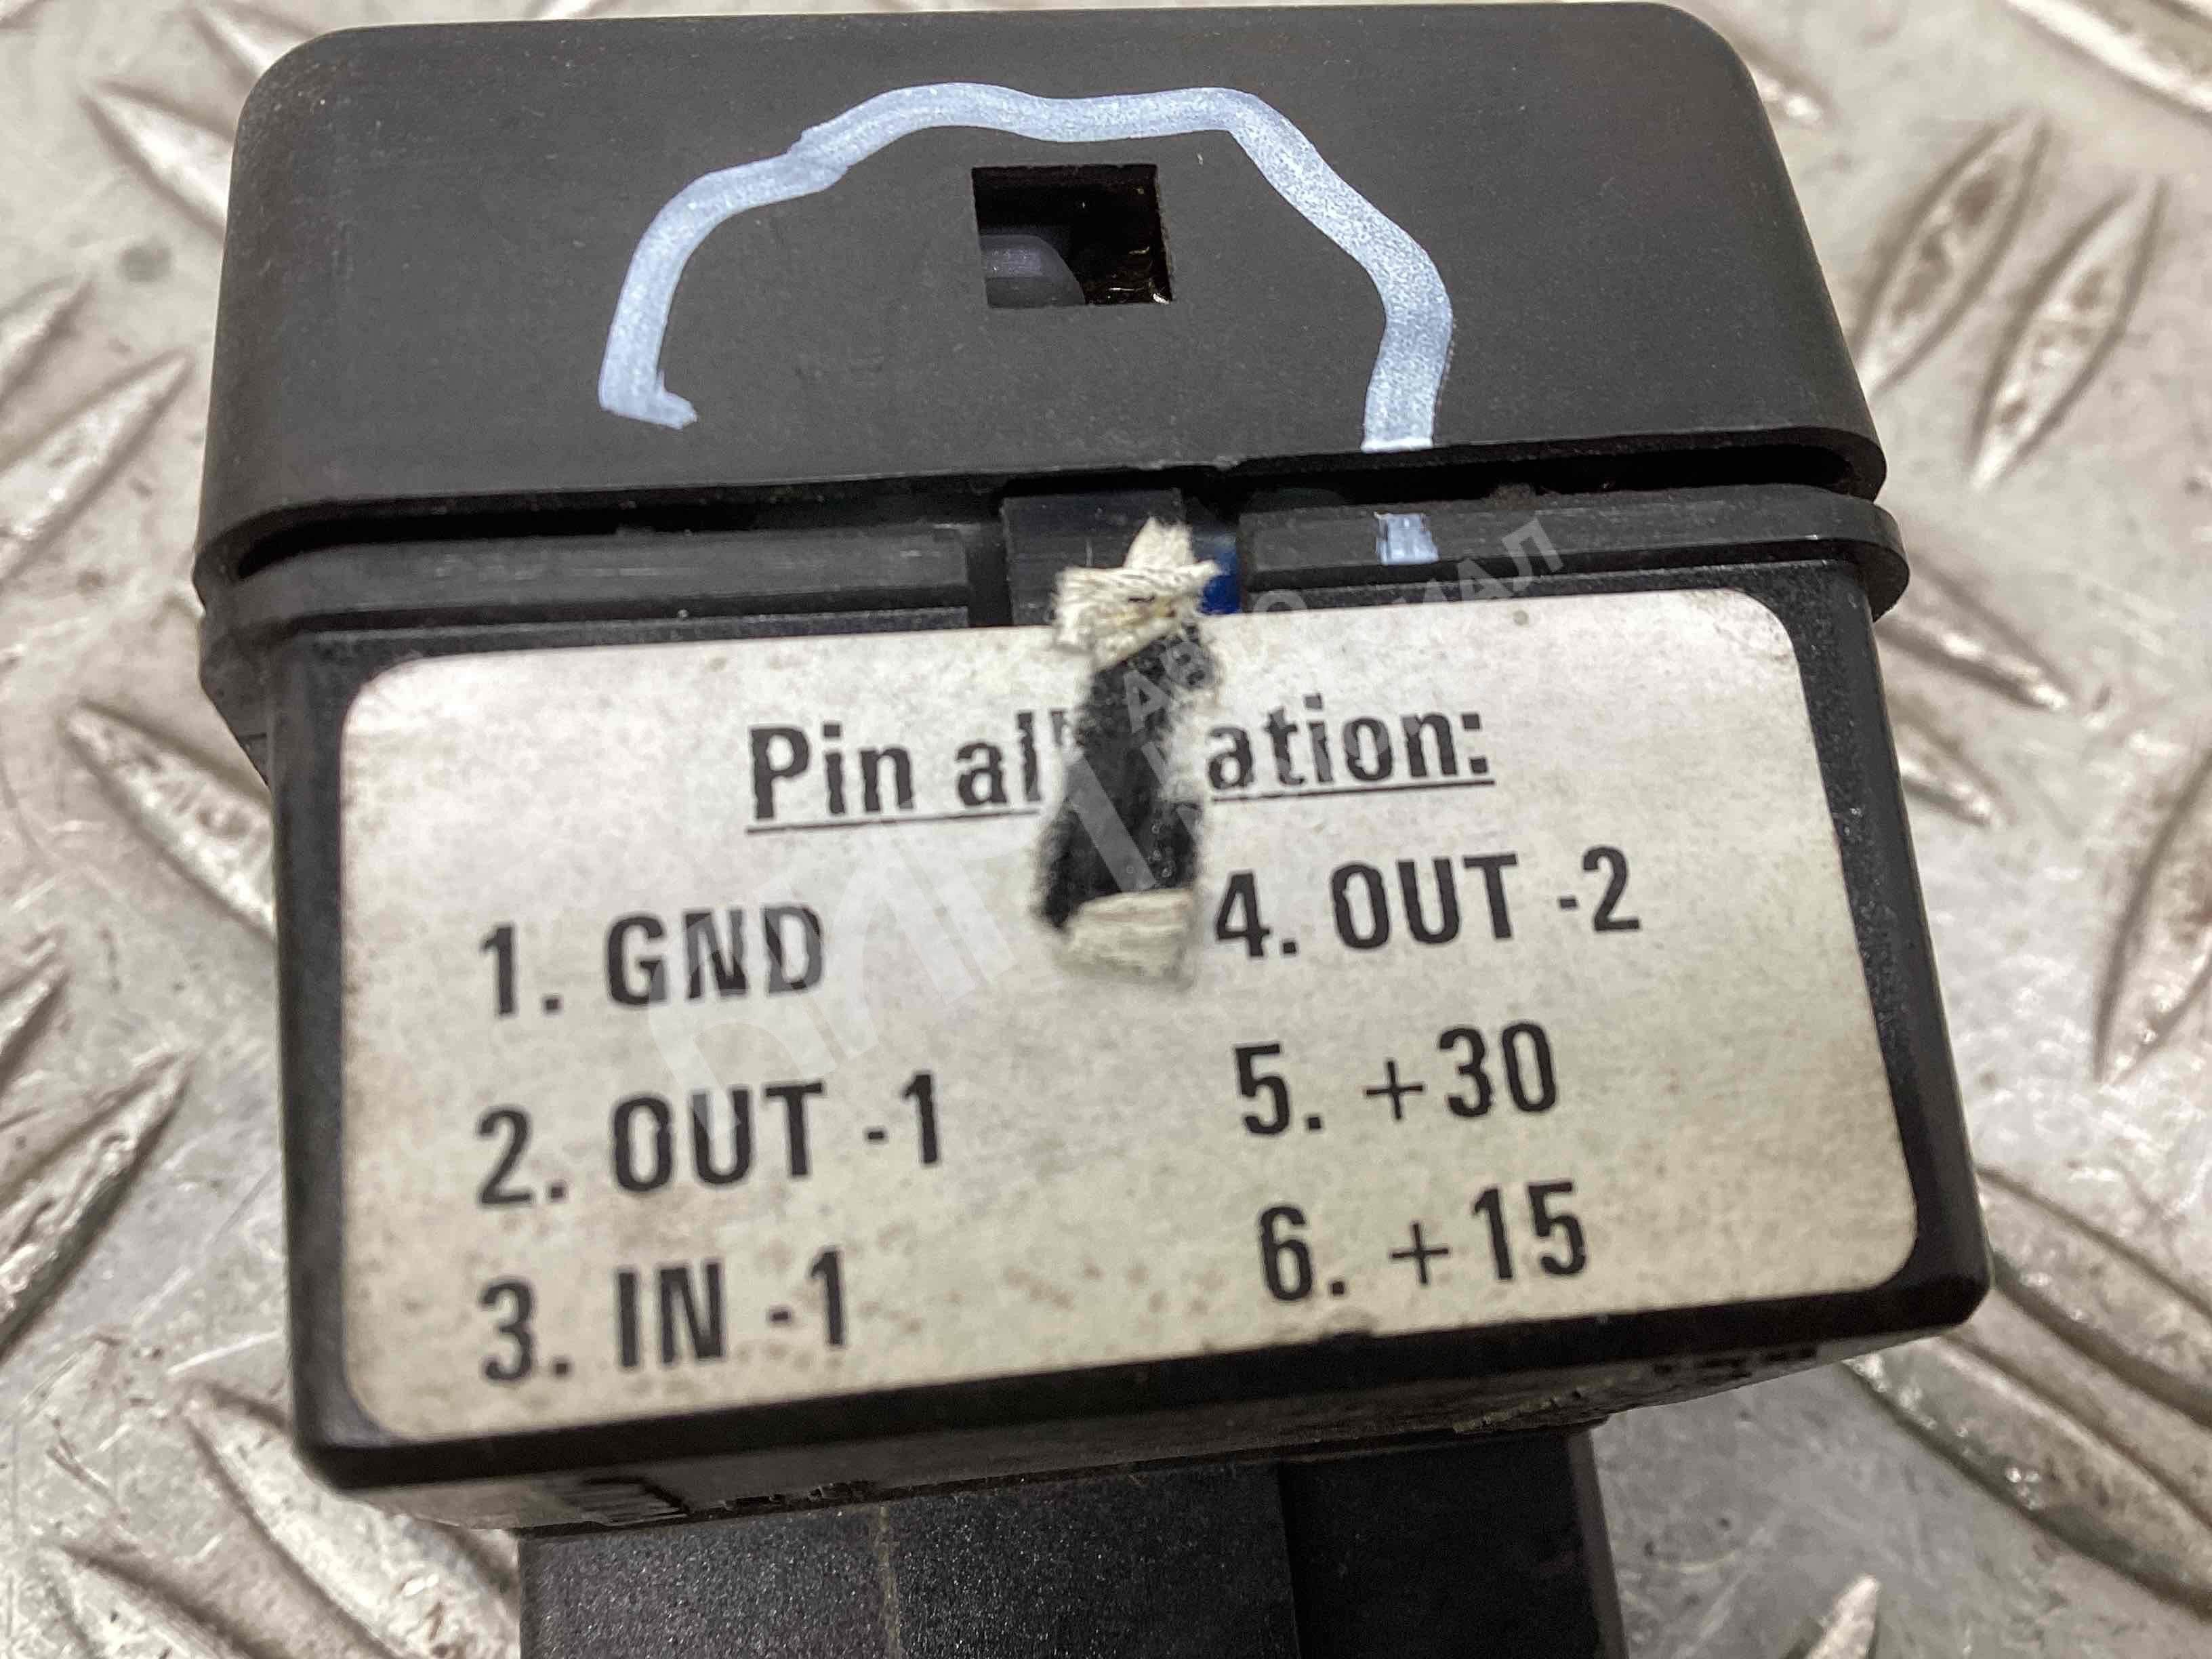 Pin al ation:
1. GND
2. OUT -1
3. IN -1
4. OUT -2
5. +30
6. +15